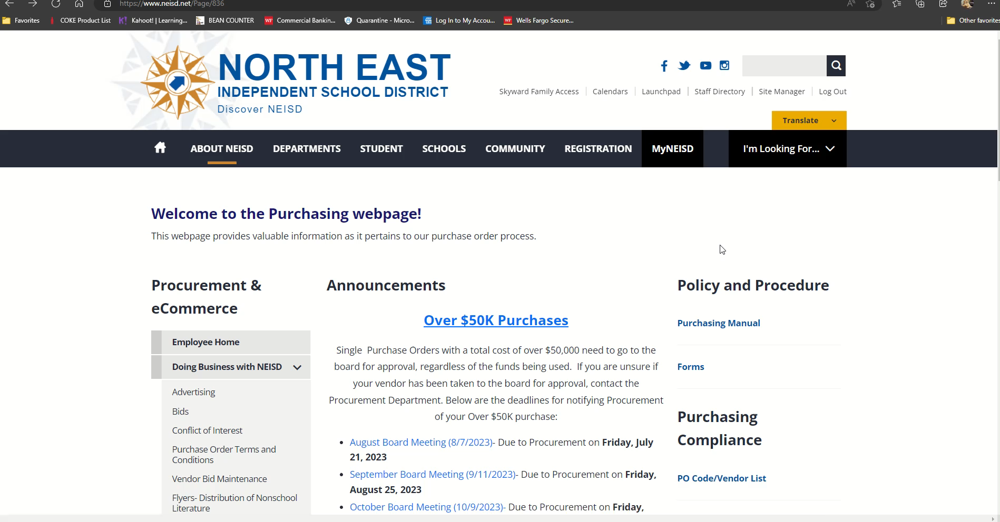 https://www.neisd.net/Page/836
Favorites
COKE Product List
Kahoot! | Learning...
BEAN COUNTER
Commercial Bankin...
Quarantine - Micro...
Log In to My Accou...
Wells Fargo Secure...
Other favorites
NORTH EAST
INDEPENDENT SCHOOL DISTRICT
Discover NEISD
Skyward Family Access
Calendars
Launchpad
Staff Directory
Site Manager
Log Out
Translate
ABOUT NEISD
DEPARTMENTS
STUDENT
SCHOOLS
COMMUNITY
REGISTRATION
MyNEISD
I'm Looking For...
Welcome to the Purchasing webpage!
This webpage provides valuable information as it pertains to our purchase order process.
Procurement &
eCommerce
Employee Home
Doing Business with NEISD
Advertising
Bids
Conflict of Interest
Purchase Order Terms and
Conditions
Vendor Bid Maintenance
Flyers- Distribution of Nonschool
Literature
Announcements
Over $50K Purchases
Single Purchase Orders with a total cost of over $50,000 need to go to the
board for approval, regardless of the funds being used. If you are unsure if
your vendor has been taken to the board for approval, contact the
Procurement Department. Below are the deadlines for notifying Procurement
of your Over $50K purchase:
• August Board Meeting (8/7/2023)- Due to Procurement on Friday, July
21, 2023
• September Board Meeting (9/11/2023)- Due to Procurement on Friday,
August 25, 2023
• October Board Meeting (10/9/2023)- Due to Procurement on Friday,
Policy and Procedure
Purchasing Manual
Forms
Purchasing
Compliance
PO Code/Vendor List